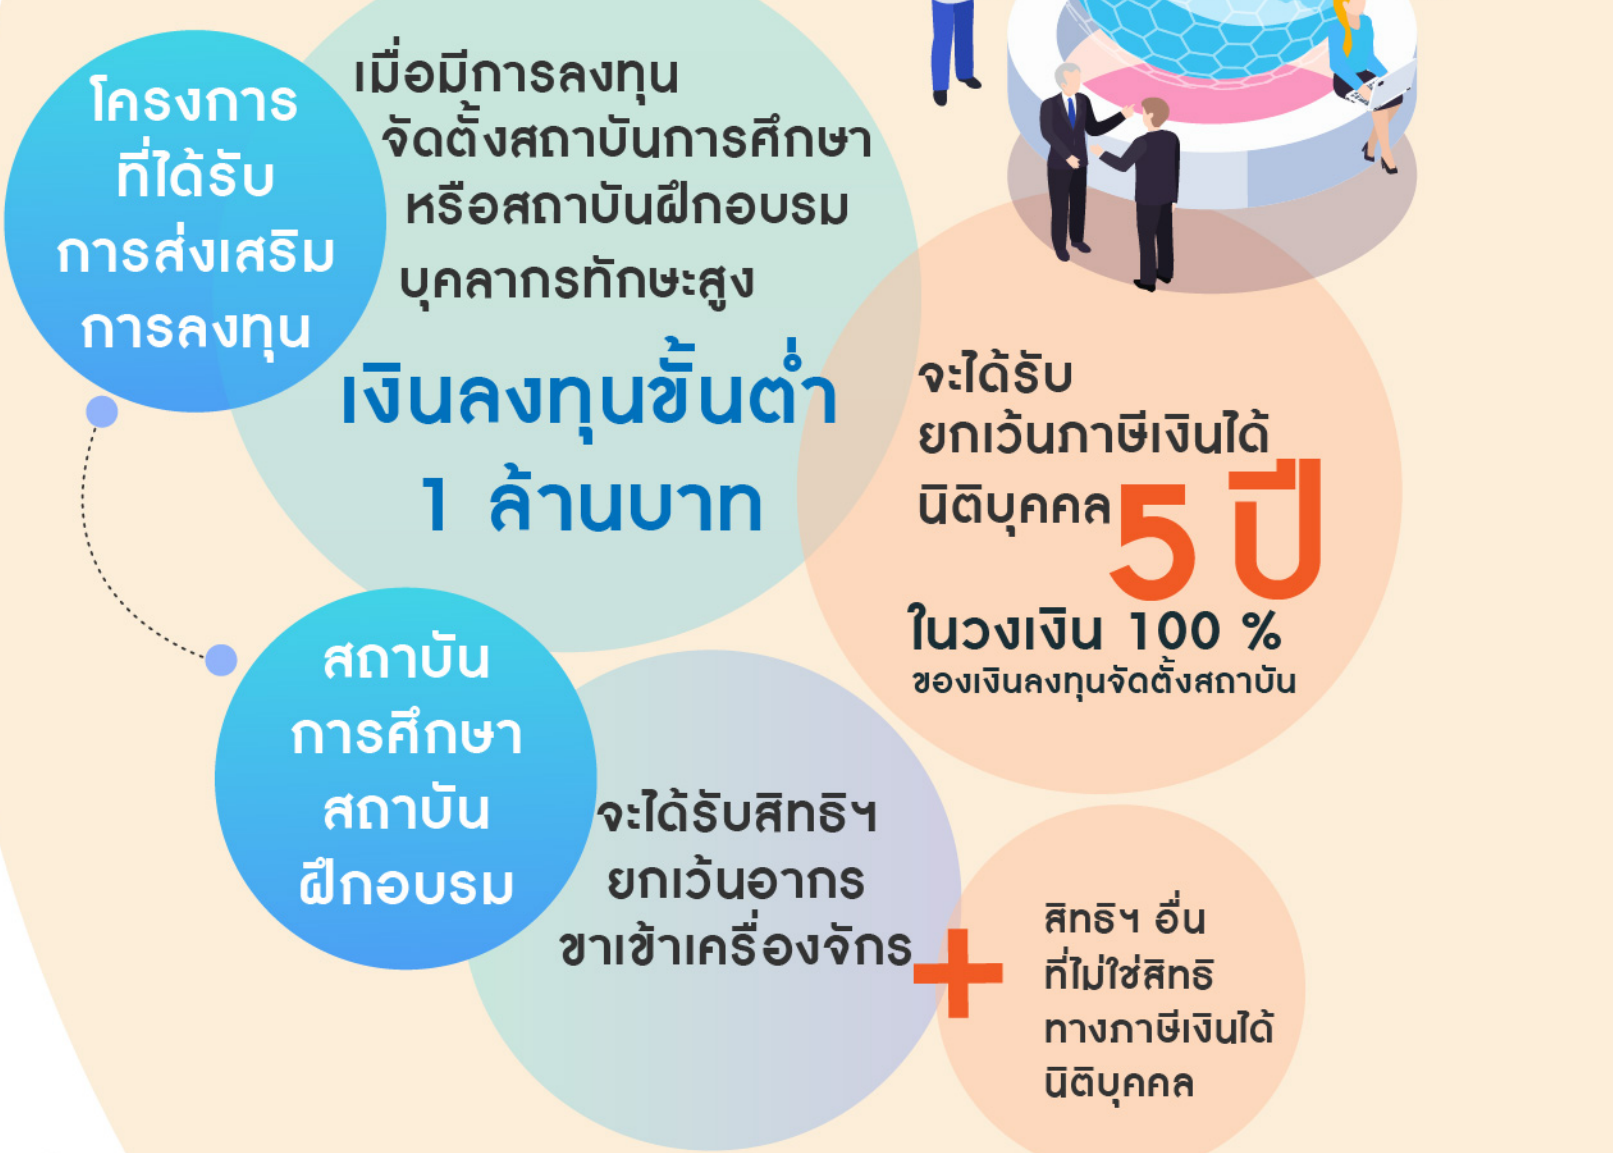 โครงการ
ที่ได้รับ
การส่งเสริม
การลงทุน
เมื่อมีการลงทุน
จัดตั้งสถาบันการศึกษา
หรือสถาบันฝึกอบรม
บุคลากรทักษะสูง
เงินลงทุนขั้นต่ำ
1 ล้านบาท
จะได้รับ
ยกเว้นภาษีเงินได้
นิติบุคคล 5 ปี
ในวงเงิน 100 %
ของเงินลงทุนจัดตั้งสถาบัน
สถาบัน
การศึกษา
สถาบัน
ฝึกอบรม
จะได้รับสิทธิฯ
ยกเว้นอากร
ขาเข้าเครื่องจักร
+
สิทธิฯ อื่น
ที่ไม่ใช่สิทธิ
ทางภาษีเงินได้
นิติบุคคล